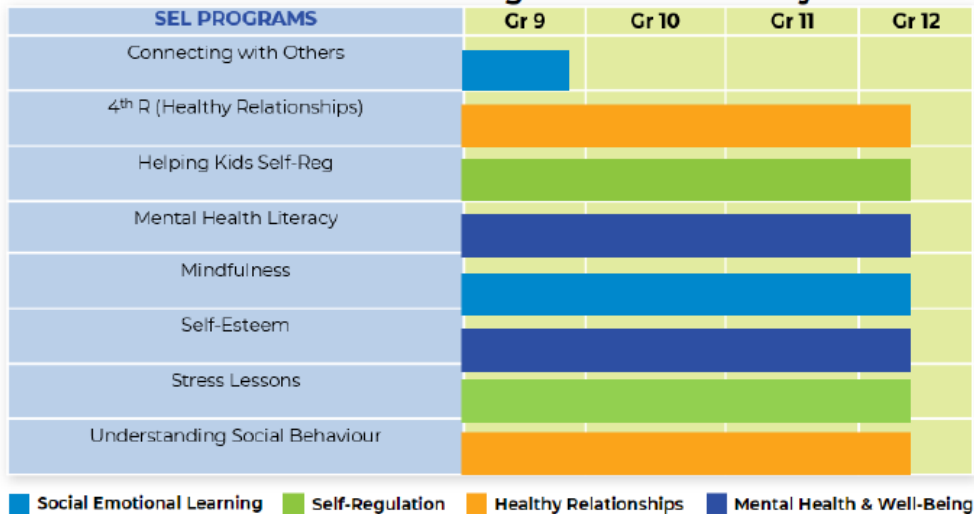 SEL PROGRAMS Gr 9 Gr 10 Gr 11 Gr 12
Connecting with Others
4th R (Healthy Relationships)
Helping Kids Self-Reg
Mental Health Literacy
Mindfulness
Self-Esteem
Stress Lessons
Understanding Social Behaviour
Social Emotional Learning Self-Regulation Healthy Relationships Mental Health & Well-Being